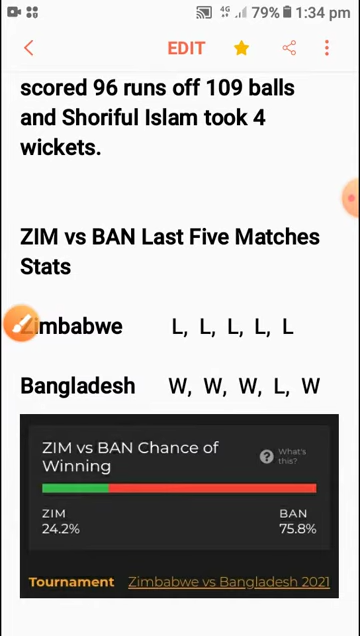 4G 79% 1:34 pm
EDIT
scored 96 runs off 109 balls
and Shoriful Islam took 4
wickets.
ZIM vs BAN Last Five Matches
Stats
Zimbabwe L, L, L, L, L
Bangladesh W, W, W, L, W
ZIM vs BAN Chance of
Winning
? What's
this?
ZIM BAN
24.2% 75.8%
Tournament Zimbabwe vs Bangladesh 2021